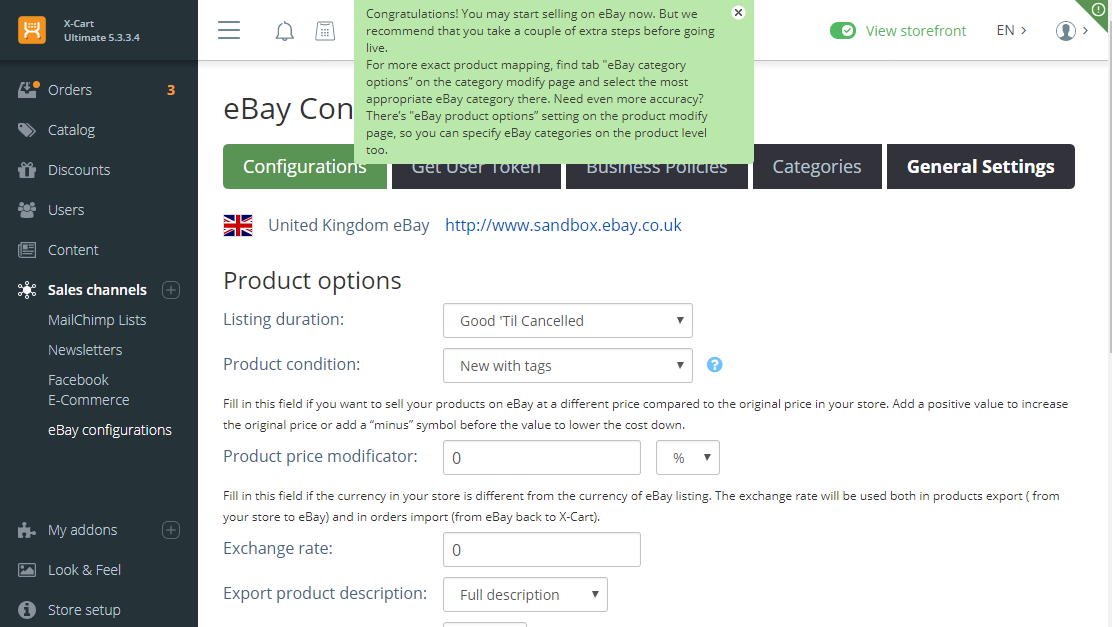 X-Cart
Ultimate 5.3.3.4
Orders 3
Catalog
Discounts
Users
Content
Sales channels
MailChimp Lists
Newsletters
Facebook
E-Commerce
eBay configurations
My addons
Look & Feel
Store setup
Congratulations! You may start selling on eBay now. But we
recommend that you take a couple of extra steps before going
live.
For more exact product mapping, find tab "eBay category
options” on the category modify page and select the most
appropriate eBay category there. Need even more accuracy?
There’s "eBay product options” setting on the product modify
page, so you can specify eBay categories on the product level
too.
View storefront
EN
eBay Con
Configurations Get User Token Business Policies Categories General Settings
United Kingdom eBay http://www.sandbox.ebay.co.uk
Product options
Listing duration: Good 'Til Cancelled
Product condition: New with tags ?
Fill in this field if you want to sell your products on eBay at a different price compared to the original price in your store. Add a positive value to increase
the original price or add a “minus” symbol before the value to lower the cost down.
Product price modificator: 0 %
Fill in this field if the currency in your store is different from the currency of eBay listing. The exchange rate will be used both in products export ( from
your store to eBay) and in orders import (from eBay back to X-Cart).
Exchange rate: 0
Export product description: Full description